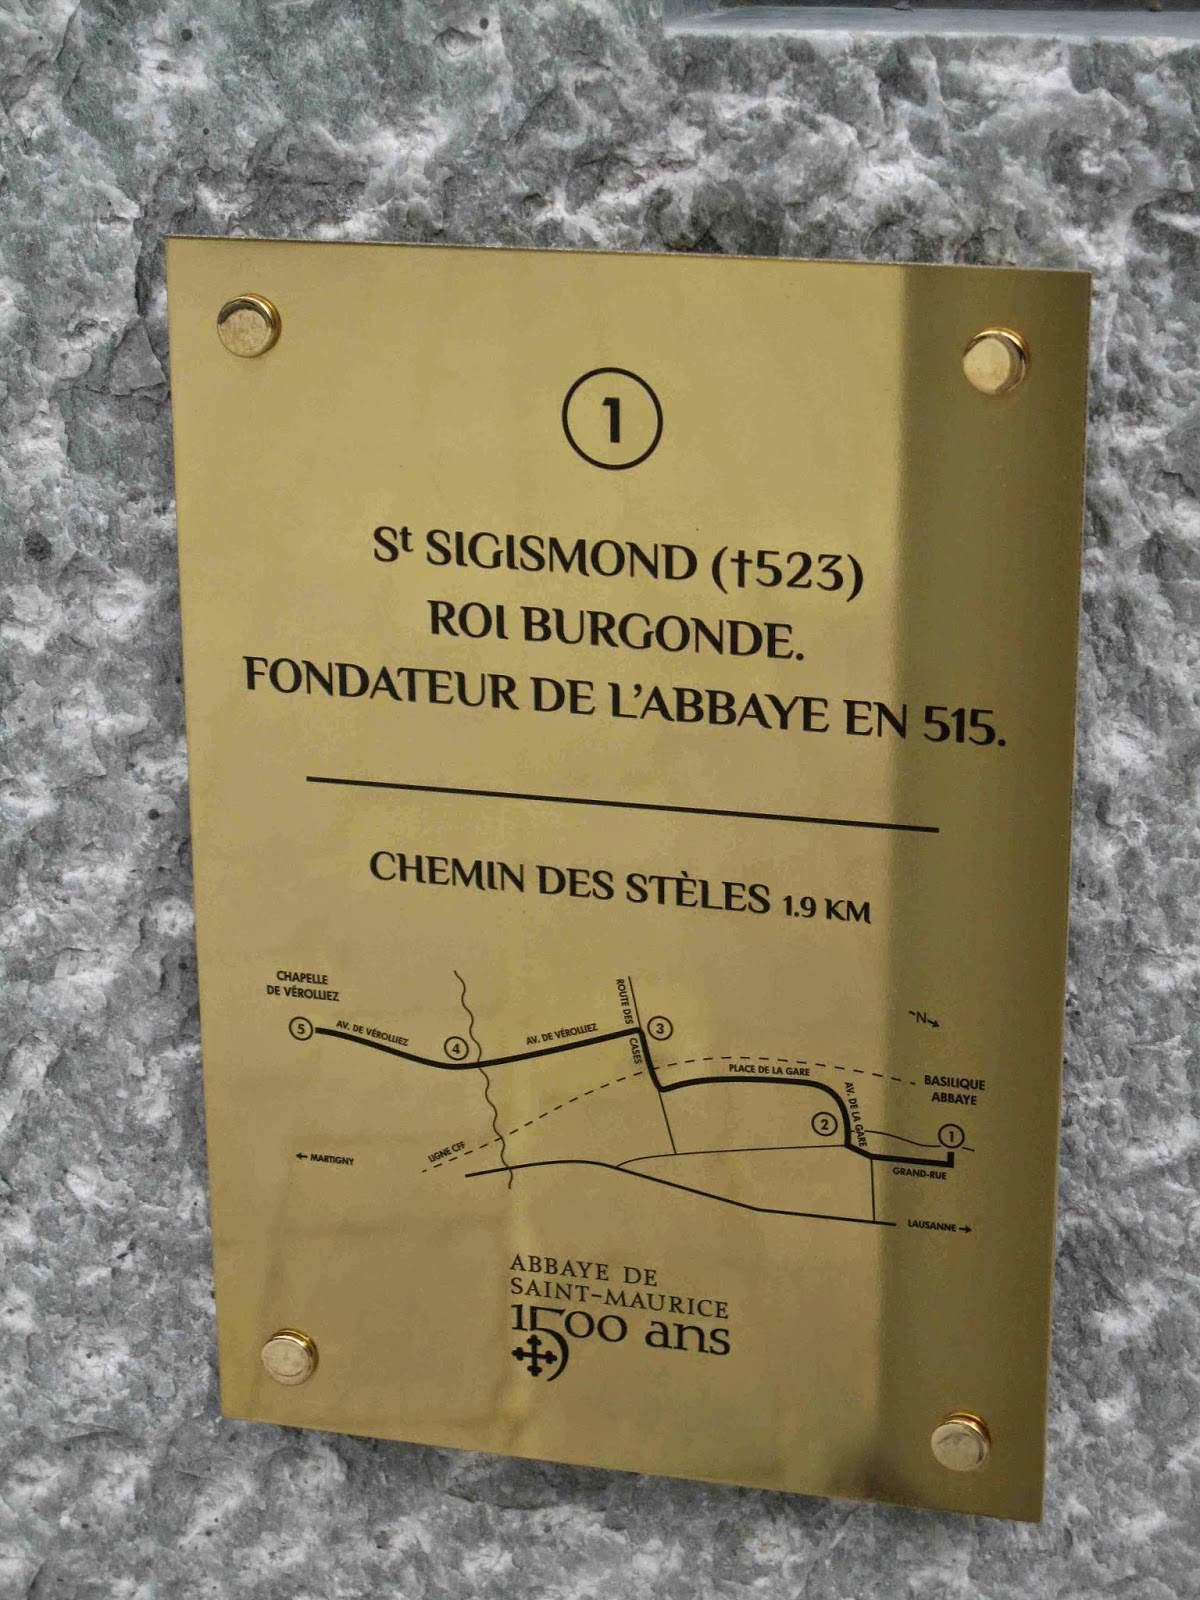 1
St SIGISMOND (†523)
ROI BURGONDE.
FONDATEUR DE L'ABBAYE EN 515.
CHEMIN DES STÈLES 1.9 KM
CHAPELLE
DE VÉROLLIEZ
5
AV. DE VÉROLLIEZ
4
AV. DE VÉROLLIEZ
ROUTE DES CASES
3
N
PLACE DE LA GARE
BASILIQUE
ABBAYE
AV. DE LA GARE
2
1
LIGNE CFF
← MARTIGNY
GRAND-RUE
LAUSANNE →
ABBAYE DE
SAINT-MAURICE
1500 ans